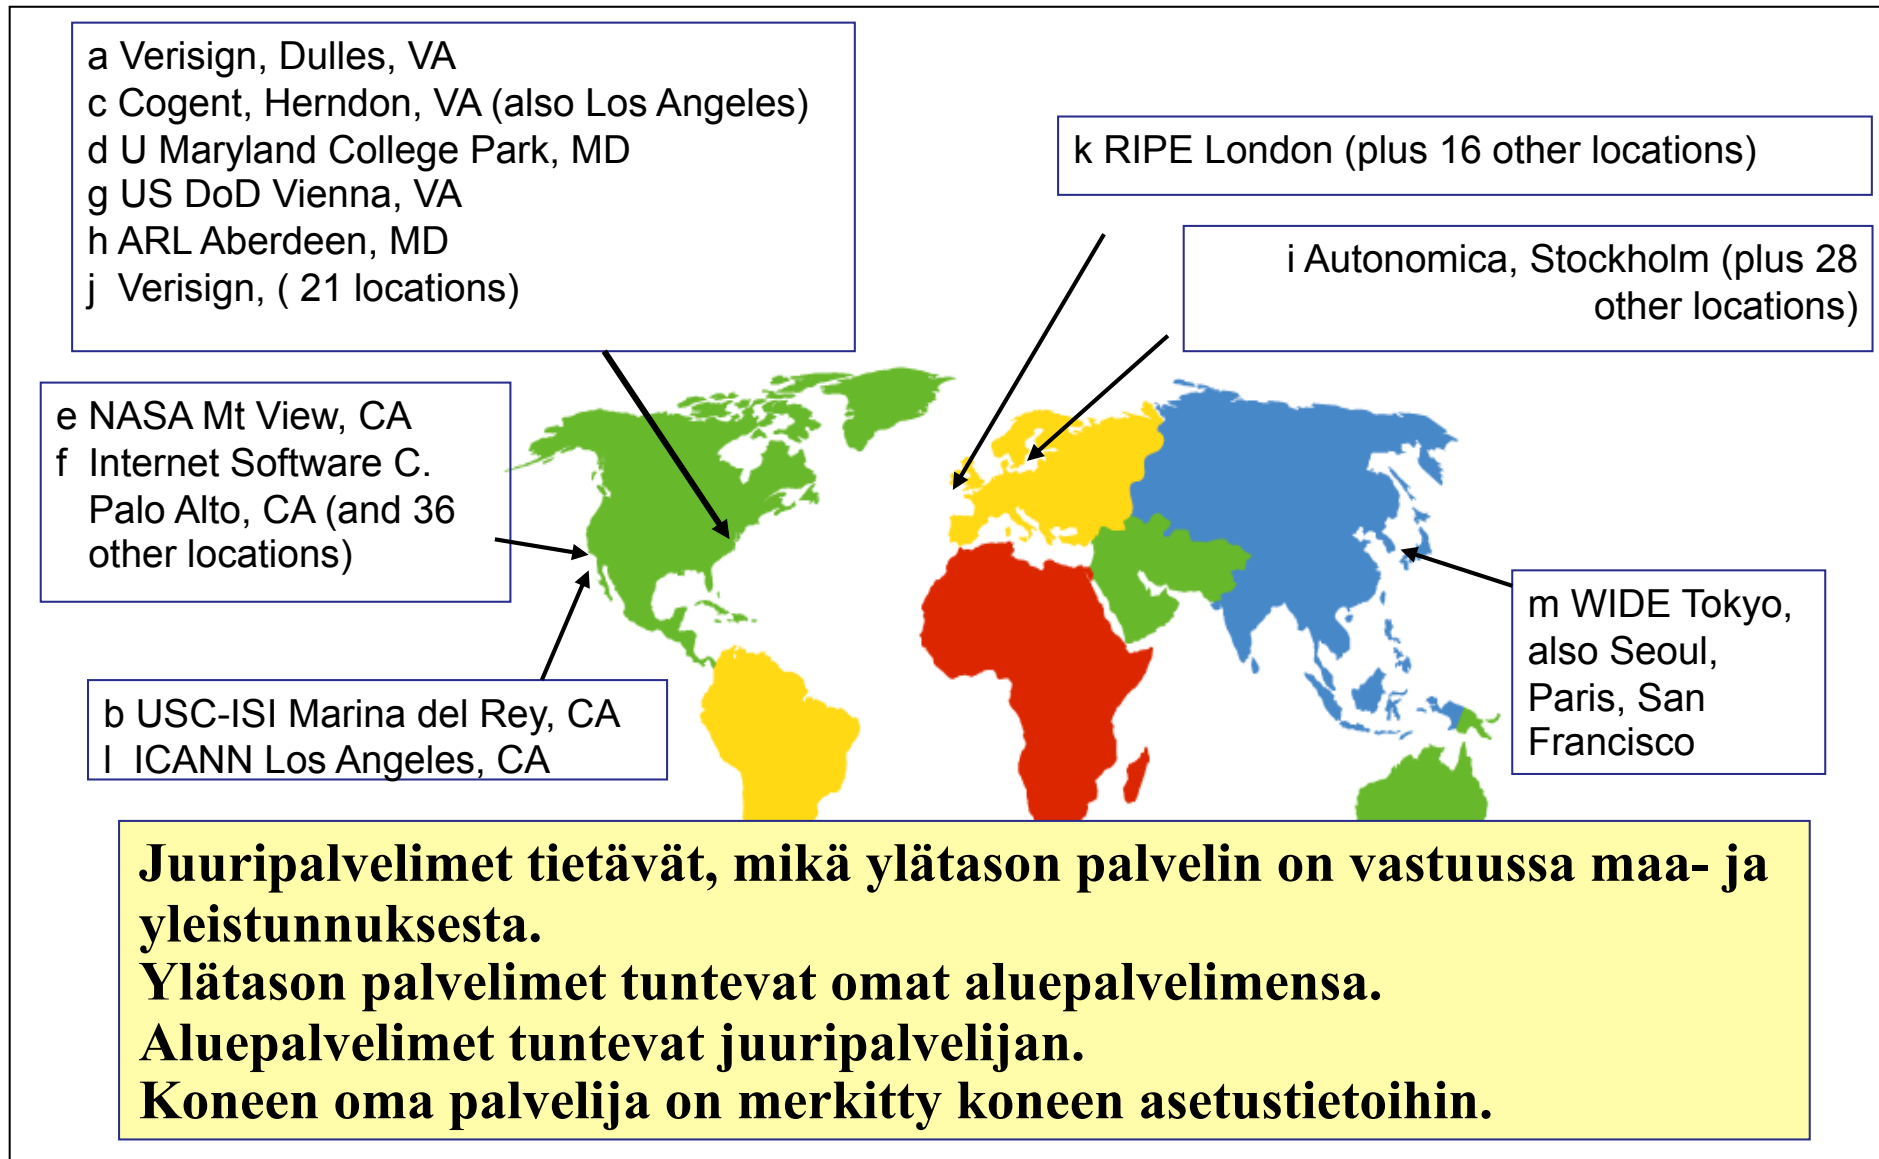 a Verisign, Dulles, VA
c Cogent, Herndon, VA (also Los Angeles)
d U Maryland College Park, MD
g US DoD Vienna, VA
h ARL Aberdeen, MD
j Verisign, ( 21 locations)
k RIPE London (plus 16 other locations)
i Autonomica, Stockholm (plus 28
other locations)
e NASA Mt View, CA
f Internet Software C.
Palo Alto, CA (and 36
other locations)
m WIDE Tokyo,
also Seoul,
Paris, San
Francisco
b USC-ISI Marina del Rey, CA
l ICANN Los Angeles, CA
Juuripalvelimet tietävät, mikä ylätason palvelin on vastuussa maa- ja
yleistunnuksesta.
Ylätason palvelimet tuntevat omat aluepalvelimensa.
Aluepalvelimet tuntevat juuripalvelijan.
Koneen oma palvelija on merkitty koneen asetustietoihin.